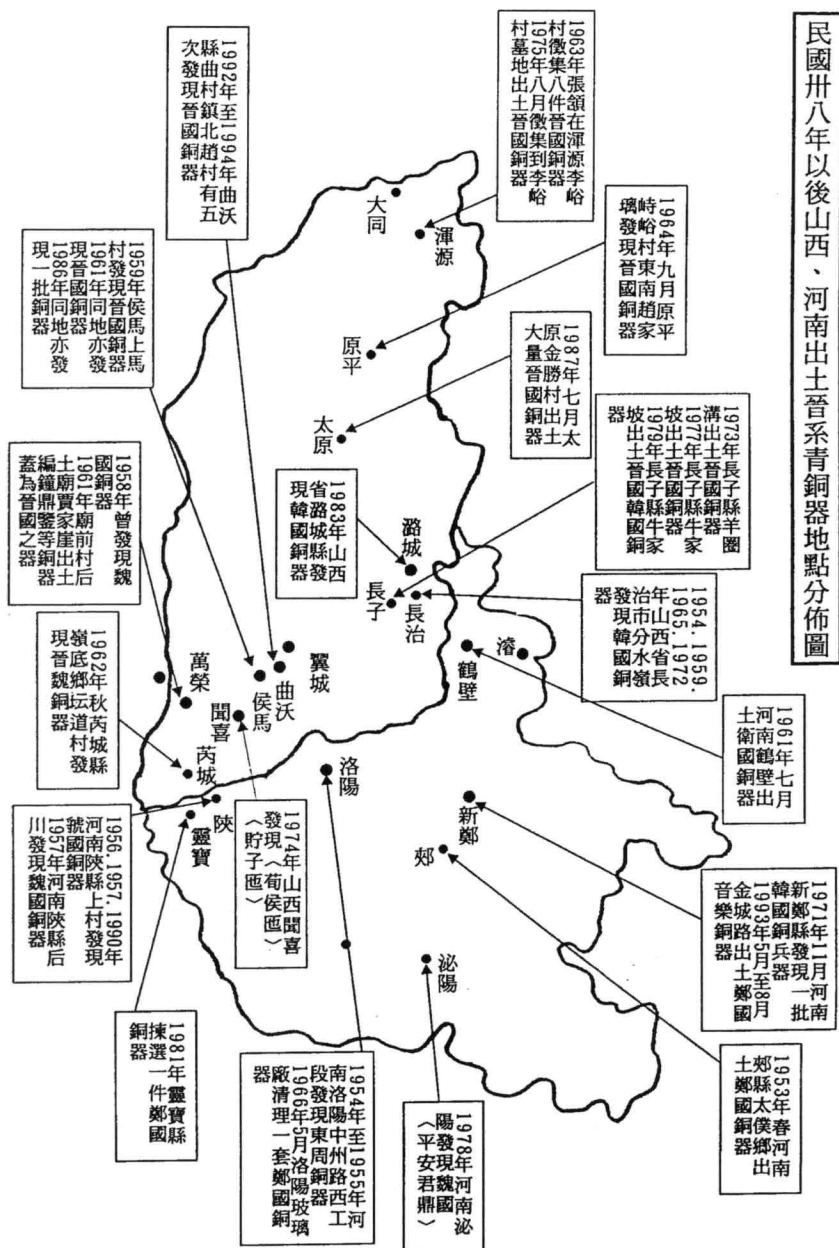 民國卅八年以後山西、河南出土晉系青銅器地點分佈圖
1963年張頷在渾源李峪
村徵集八件晉國銅器
1975年八月徵集到李峪
村墓地出土晉國銅器
1964年九月原平
峙峪村東南趙家
璃發現晉國銅器
1987年七月太
原金勝村出土
大量晉國銅器
1973年長子縣羊圈
溝出土晉國銅器
1977年長子縣牛家
坡出土晉國銅器
1979年長子縣牛家
坡出土晉國韓國銅
器
1954. 1959.
1965. 1972
年山西省長
治市分水嶺
發現韓國銅
器
1961年七月
河南鶴壁出
土衛國銅器
1971年11月河南
新鄭縣發現一批
韓國銅兵器
1993年5月至8月
金城路出土鄭國
音樂銅器
1953年春河南
郟縣太僕鄉出
土鄭國銅器
大同
渾源
原平
太原
潞城
長子
長治
鶴壁
濬
翼城
曲沃
侯馬
聞喜
萬榮
芮城
陝
靈寶
洛陽
新鄭
郟
泌陽
1983年山西
省潞城縣發
現韓國銅器
1992年至1994年曲沃
縣曲村鎮北趙村有五
次發現晉國銅器
1959年侯馬上馬
村發現晉國銅器
1961年同地亦發
現晉國銅器
1986年同地亦發
現一批銅器
1958年曾發現魏
國銅器
1961年廟前村后
土廟賈家崖出土
編鐘鼎鑒等銅器
蓋為晉國之器
1962年秋芮城縣
嶺底鄉坛道村發
現晉魏銅器
1956. 1957. 1990年
河南陝縣上村發現
虢國銅器
1957年河南陝縣后
川發現魏國銅器
1974年山西聞喜
發現〈荀侯匜〉
〈貯子匜〉
1981年靈寶縣
揀選一件鄭國
銅器
1954年至1955年河
南洛陽中州路西工
段發現東周銅器
1966年5月洛陽玻璃
廠清理一套鄭國銅
器
1978年河南泌
陽發現魏國
〈平安君鼎〉